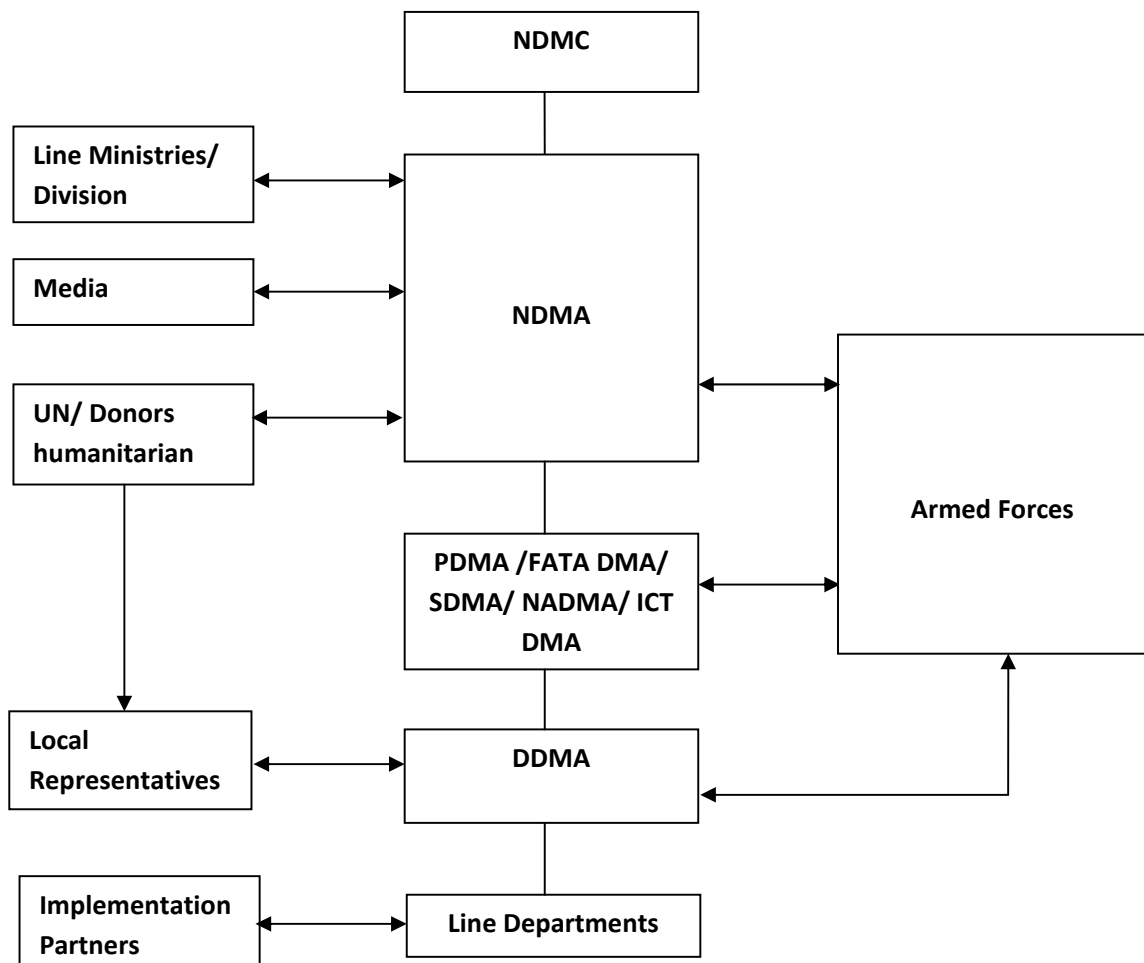 NDMC
Line Ministries/
Division
Media
NDMA
UN/ Donors
humanitarian
Armed Forces
PDMA /FATA DMA/
SDMA/ NADMA/ ICT
DMA
Local
Representatives
DDMA
Implementation
Partners
Line Departments